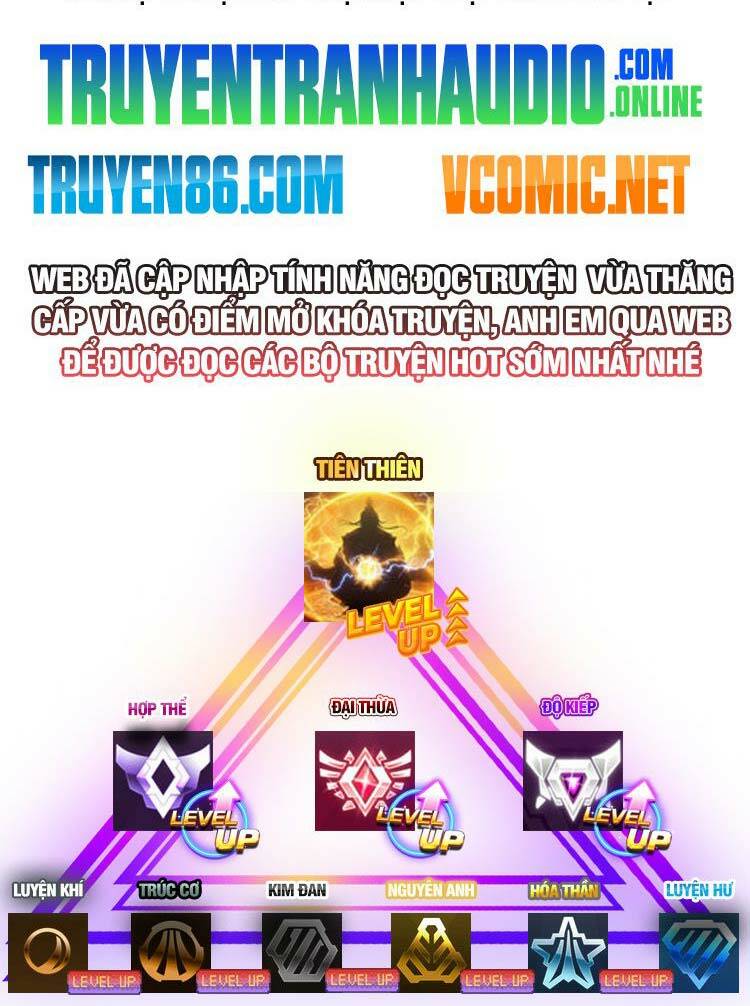 TRUYENTRANHAUDIO.COM
.ONLINE
TRUYEN86.COM VCOMIC.NET
WEB ĐÃ CẬP NHẬP TÍNH NĂNG ĐỌC TRUYỆN VỪA THĂNG
CẤP VỪA CÓ ĐIỂM MỞ KHÓA TRUYỆN, ANH EM QUA WEB
ĐỂ ĐƯỢC ĐỌC CÁC BỘ TRUYỆN HOT SỚM NHẤT NHÉ
TIÊN THIÊN
LEVEL
UP
HỢP THỂ ĐẠI THỪA ĐỘ KIẾP
LEVEL LEVEL LEVEL
UP UP UP
LUYỆN KHÍ TRÚC CƠ KIM ĐAN NGUYÊN ANH HÓA THẦN LUYỆN HƯ
LEVEL UP LEVEL UP LEVEL UP LEVEL UP LEVEL UP